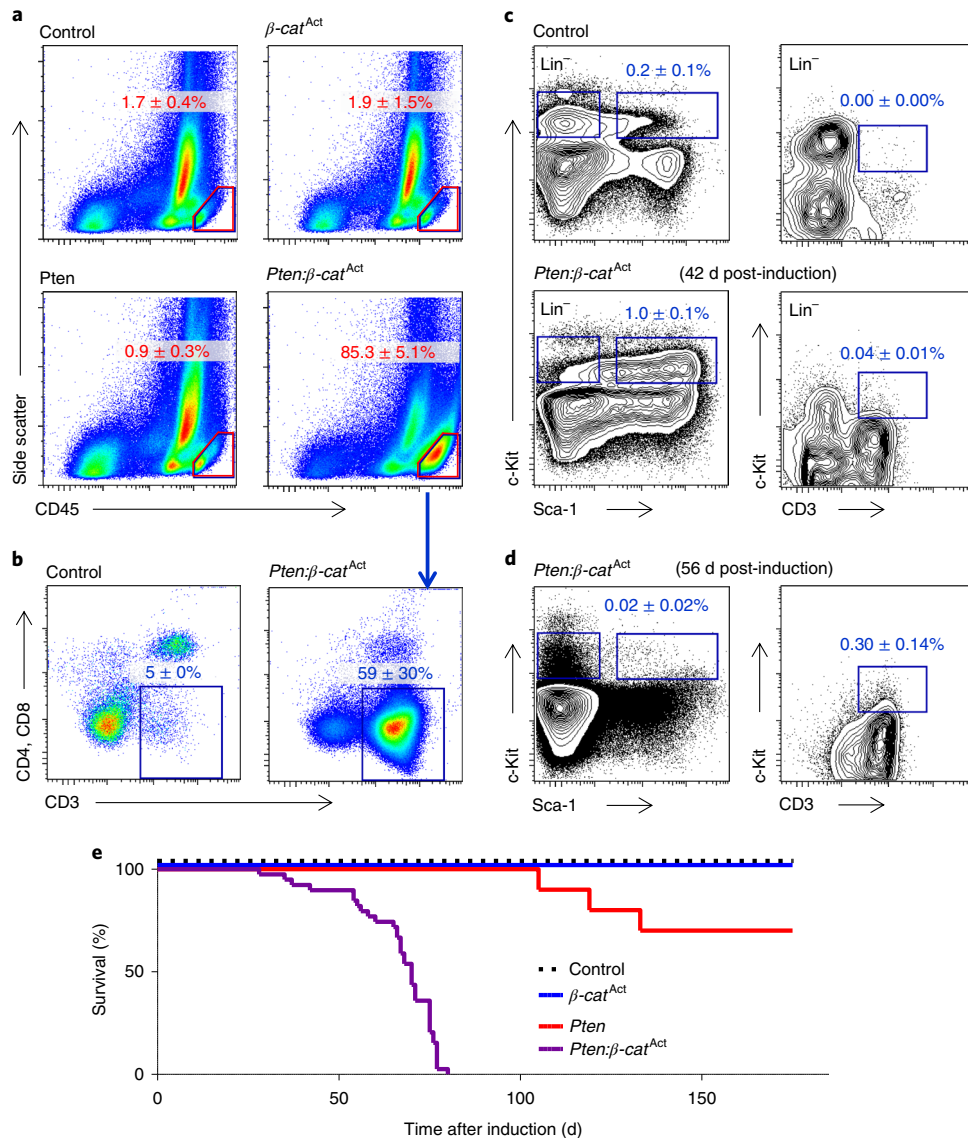 a
Control
β-cat^Act
1.7 ± 0.4%
1.9 ± 1.5%
Pten
Pten:β-cat^Act
0.9 ± 0.3%
85.3 ± 5.1%
Side scatter
CD45
b
Control
Pten:β-cat^Act
5 ± 0%
59 ± 30%
CD4, CD8
CD3
c
Control
Lin⁻
0.2 ± 0.1%
Lin⁻
0.00 ± 0.00%
Pten:β-cat^Act (42 d post-induction)
Lin⁻
1.0 ± 0.1%
0.04 ± 0.01%
c-Kit
c-Kit
Sca-1
CD3
d
Pten:β-cat^Act (56 d post-induction)
0.02 ± 0.02%
0.30 ± 0.14%
c-Kit
c-Kit
Sca-1
CD3
e
100
50
0
Survival (%)
Control
β-cat^Act
Pten
Pten:β-cat^Act
0 50 100 150
Time after induction (d)